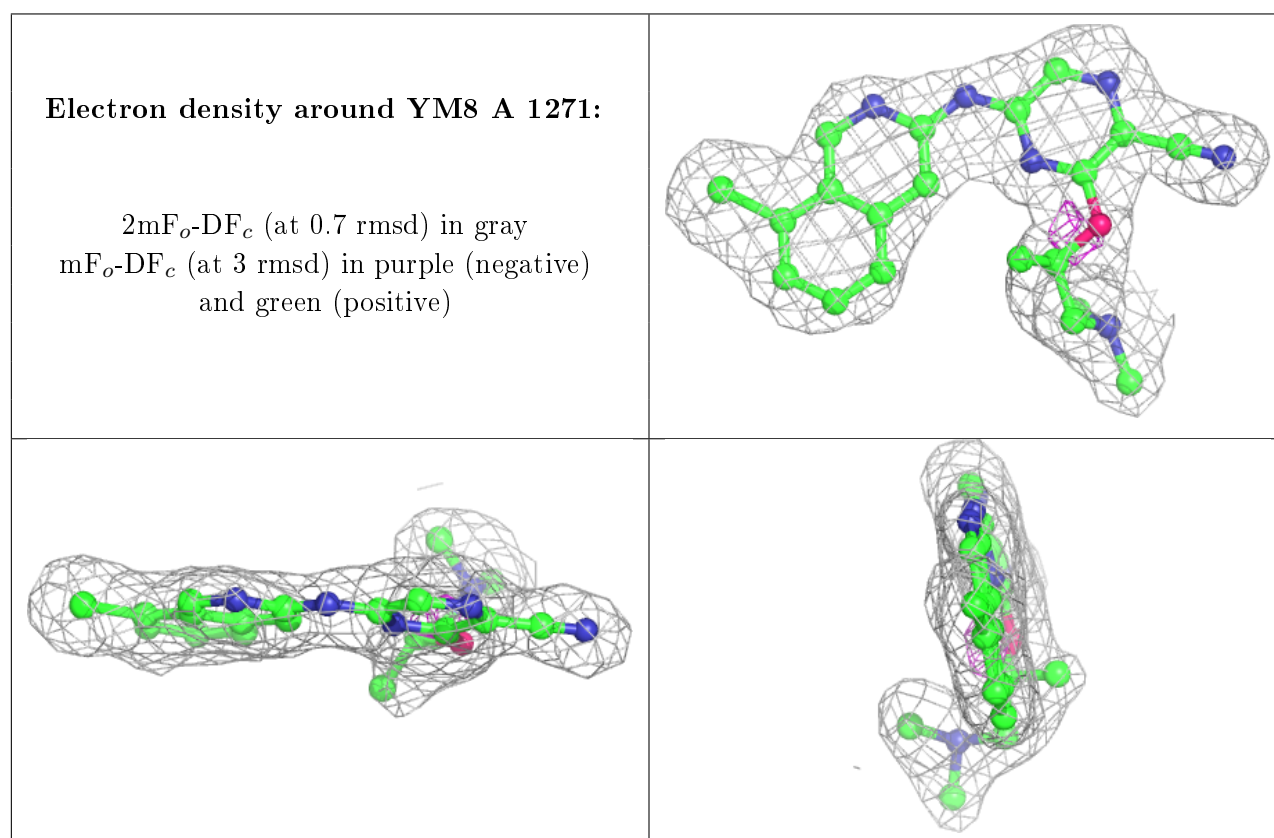 Electron density around YM8 A 1271:
2mFo-DFc (at 0.7 rmsd) in gray
mFo-DFc (at 3 rmsd) in purple (negative)
and green (positive)